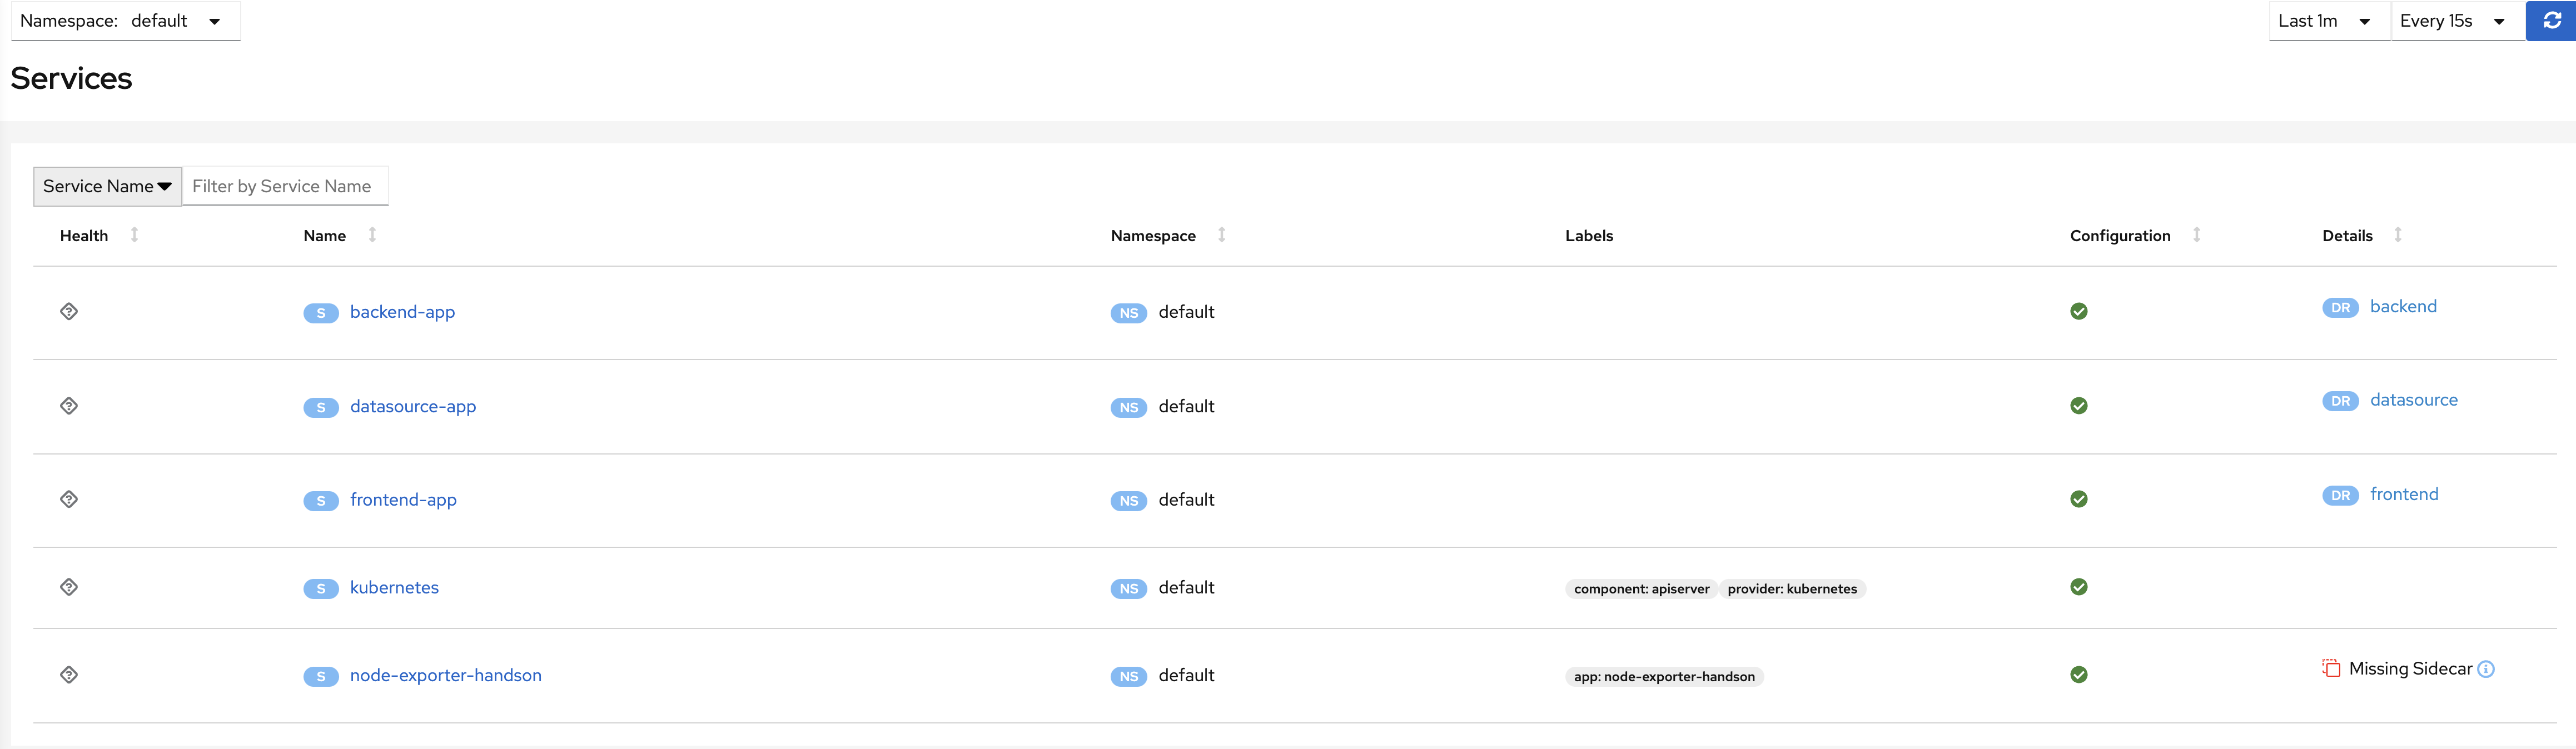 Namespace: default
Last 1m Every 15s
Services
Service Name Filter by Service Name
Health Name Namespace Labels Configuration Details
S backend-app NS default DR backend
S datasource-app NS default DR datasource
S frontend-app NS default DR frontend
S kubernetes NS default component: apiserver provider: kubernetes
S node-exporter-handson NS default app: node-exporter-handson Missing Sidecar